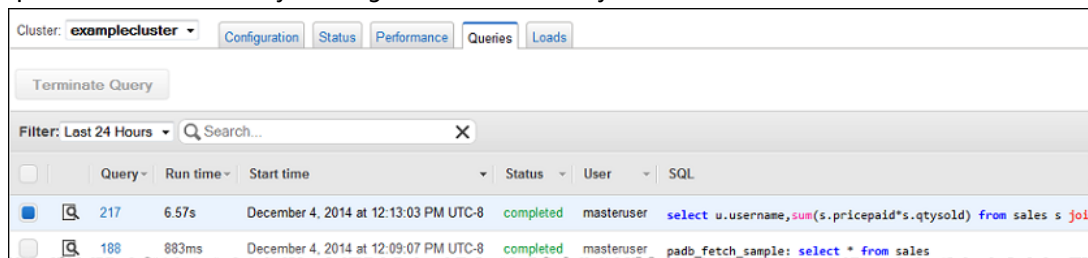 Cluster: examplecluster Configuration Status Performance Queries Loads
Terminate Query
Filter: Last 24 Hours Search...
Query Run time Start time Status User SQL
217 6.57s December 4, 2014 at 12:13:03 PM UTC-8 completed masteruser select u.username,sum(s.pricepaid*s.qtysold) from sales s joi
188 883ms December 4, 2014 at 12:09:07 PM UTC-8 completed masteruser padb_fetch_sample: select * from sales